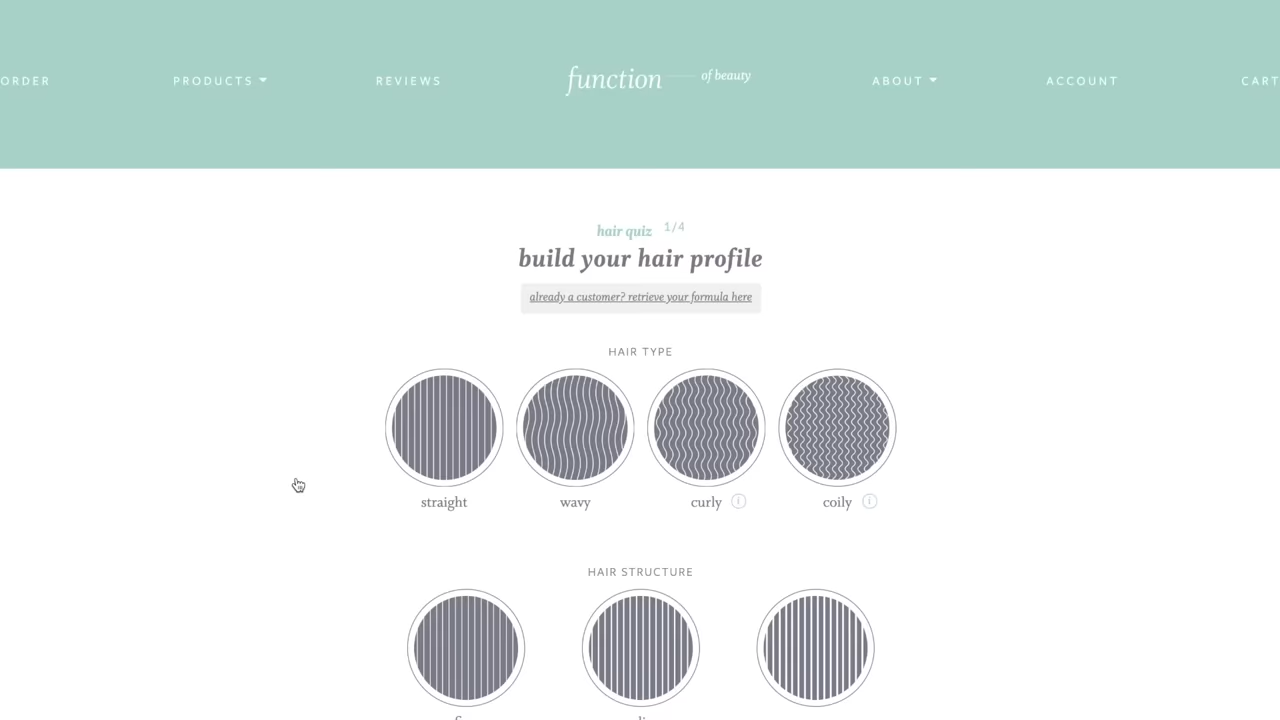 ORDER
PRODUCTS
REVIEWS
function of beauty
ABOUT
ACCOUNT
CART
hair quiz 1/4
build your hair profile
already a customer? retrieve your formula here
HAIR TYPE
straight
wavy
curly i
coily i
HAIR STRUCTURE